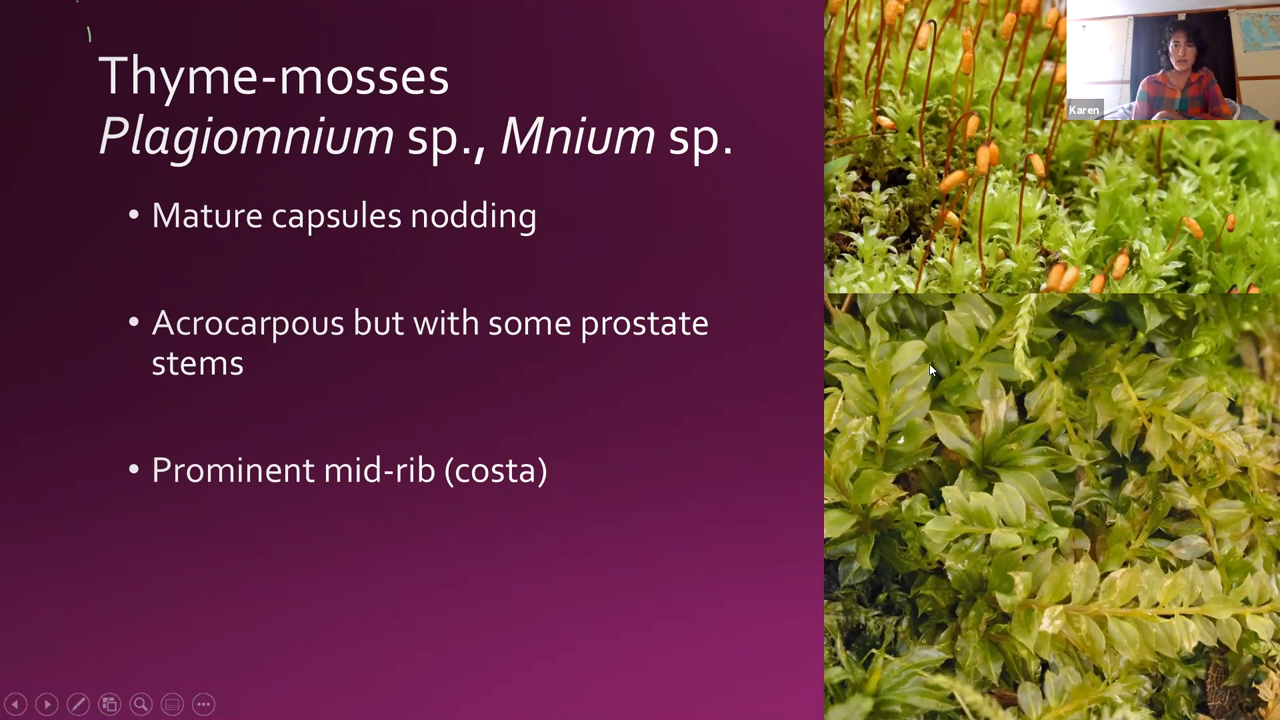 Thyme-mosses
Plagiomnium sp., Mnium sp.
• Mature capsules nodding
• Acrocarpous but with some prostate
stems
• Prominent mid-rib (costa)
Karen